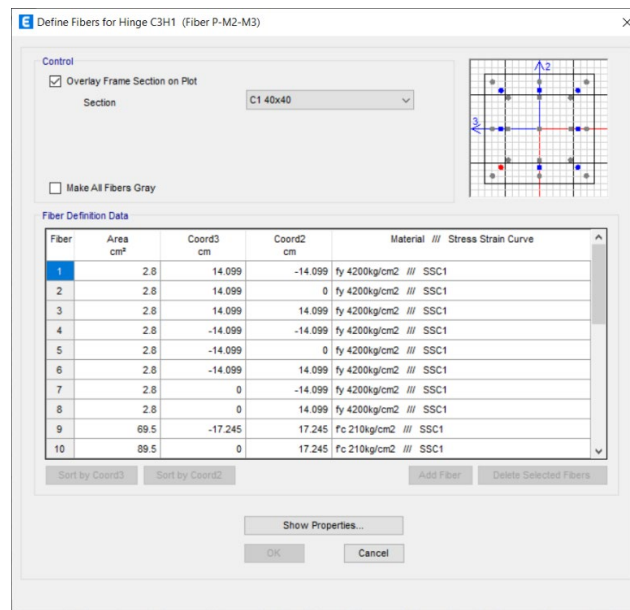 E Define Fibers for Hinge C3H1 (Fiber P-M2-M3)
Control
Overlay Frame Section on Plot
Section C1 40x40
Make All Fibers Gray
2
3
Fiber Definition Data
Fiber Area cm² Coord3 cm Coord2 cm Material /// Stress Strain Curve
1 2.8 14.099 -14.099 fy 4200kg/cm2 /// SSC1
2 2.8 14.099 0 fy 4200kg/cm2 /// SSC1
3 2.8 14.099 14.099 fy 4200kg/cm2 /// SSC1
4 2.8 -14.099 -14.099 fy 4200kg/cm2 /// SSC1
5 2.8 -14.099 0 fy 4200kg/cm2 /// SSC1
6 2.8 -14.099 14.099 fy 4200kg/cm2 /// SSC1
7 2.8 0 -14.099 fy 4200kg/cm2 /// SSC1
8 2.8 0 14.099 fy 4200kg/cm2 /// SSC1
9 69.5 -17.245 17.245 f'c 210kg/cm2 /// SSC1
10 89.5 0 17.245 f'c 210kg/cm2 /// SSC1
Sort by Coord3 Sort by Coord2 Add Fiber Delete Selected Fibers
Show Properties...
OK Cancel